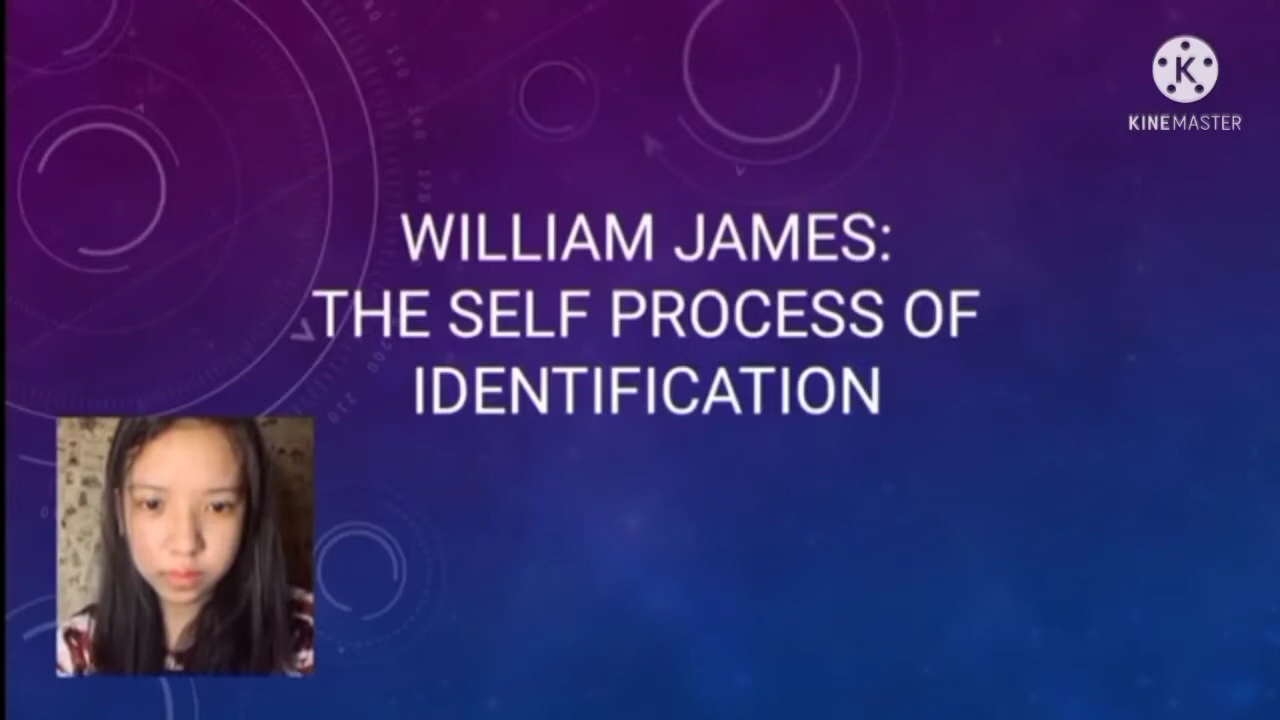 KINEMASTER
WILLIAM JAMES:
THE SELF PROCESS OF
IDENTIFICATION